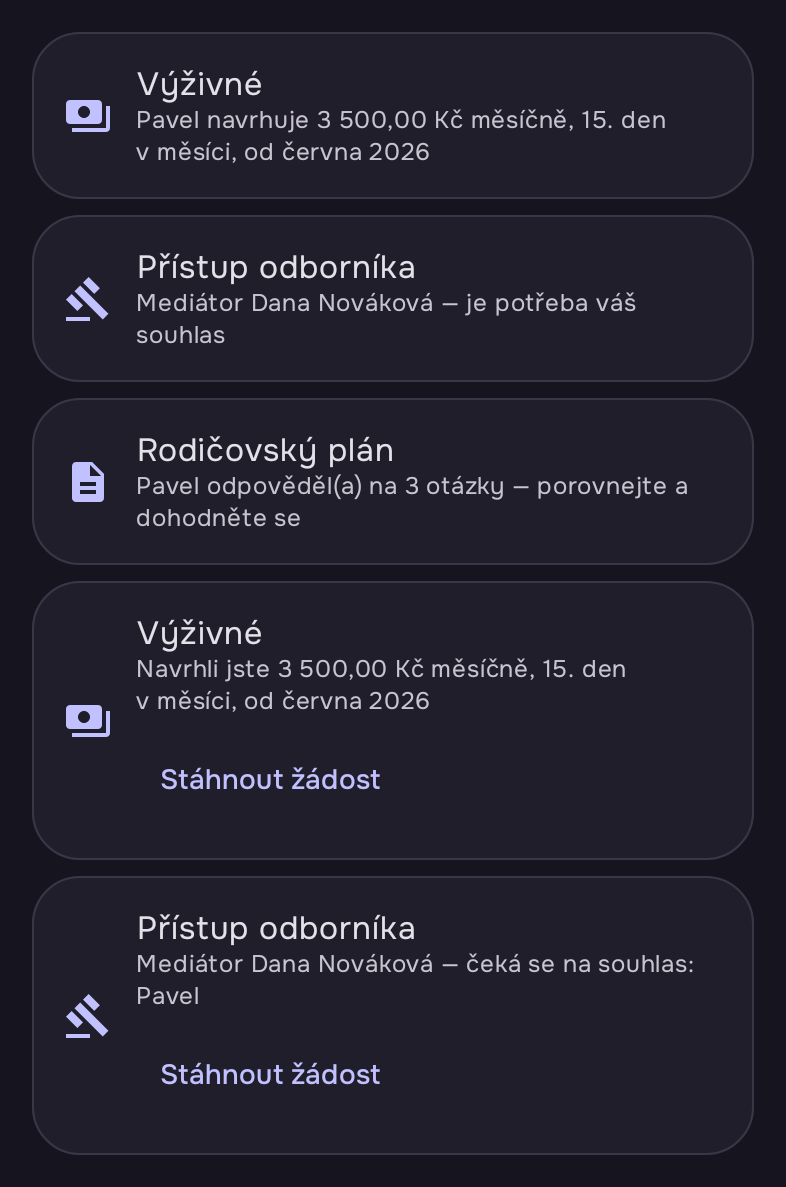 Výživné
Pavel navrhuje 3 500,00 Kč měsíčně, 15. den
v měsíci, od června 2026
Přístup odborníka
Mediátor Dana Nováková — je potřeba váš
souhlas
Rodičovský plán
Pavel odpověděl(a) na 3 otázky — porovnejte a
dohodněte se
Výživné
Navrhli jste 3 500,00 Kč měsíčně, 15. den
v měsíci, od června 2026
Stáhnout žádost
Přístup odborníka
Mediátor Dana Nováková — čeká se na souhlas:
Pavel
Stáhnout žádost